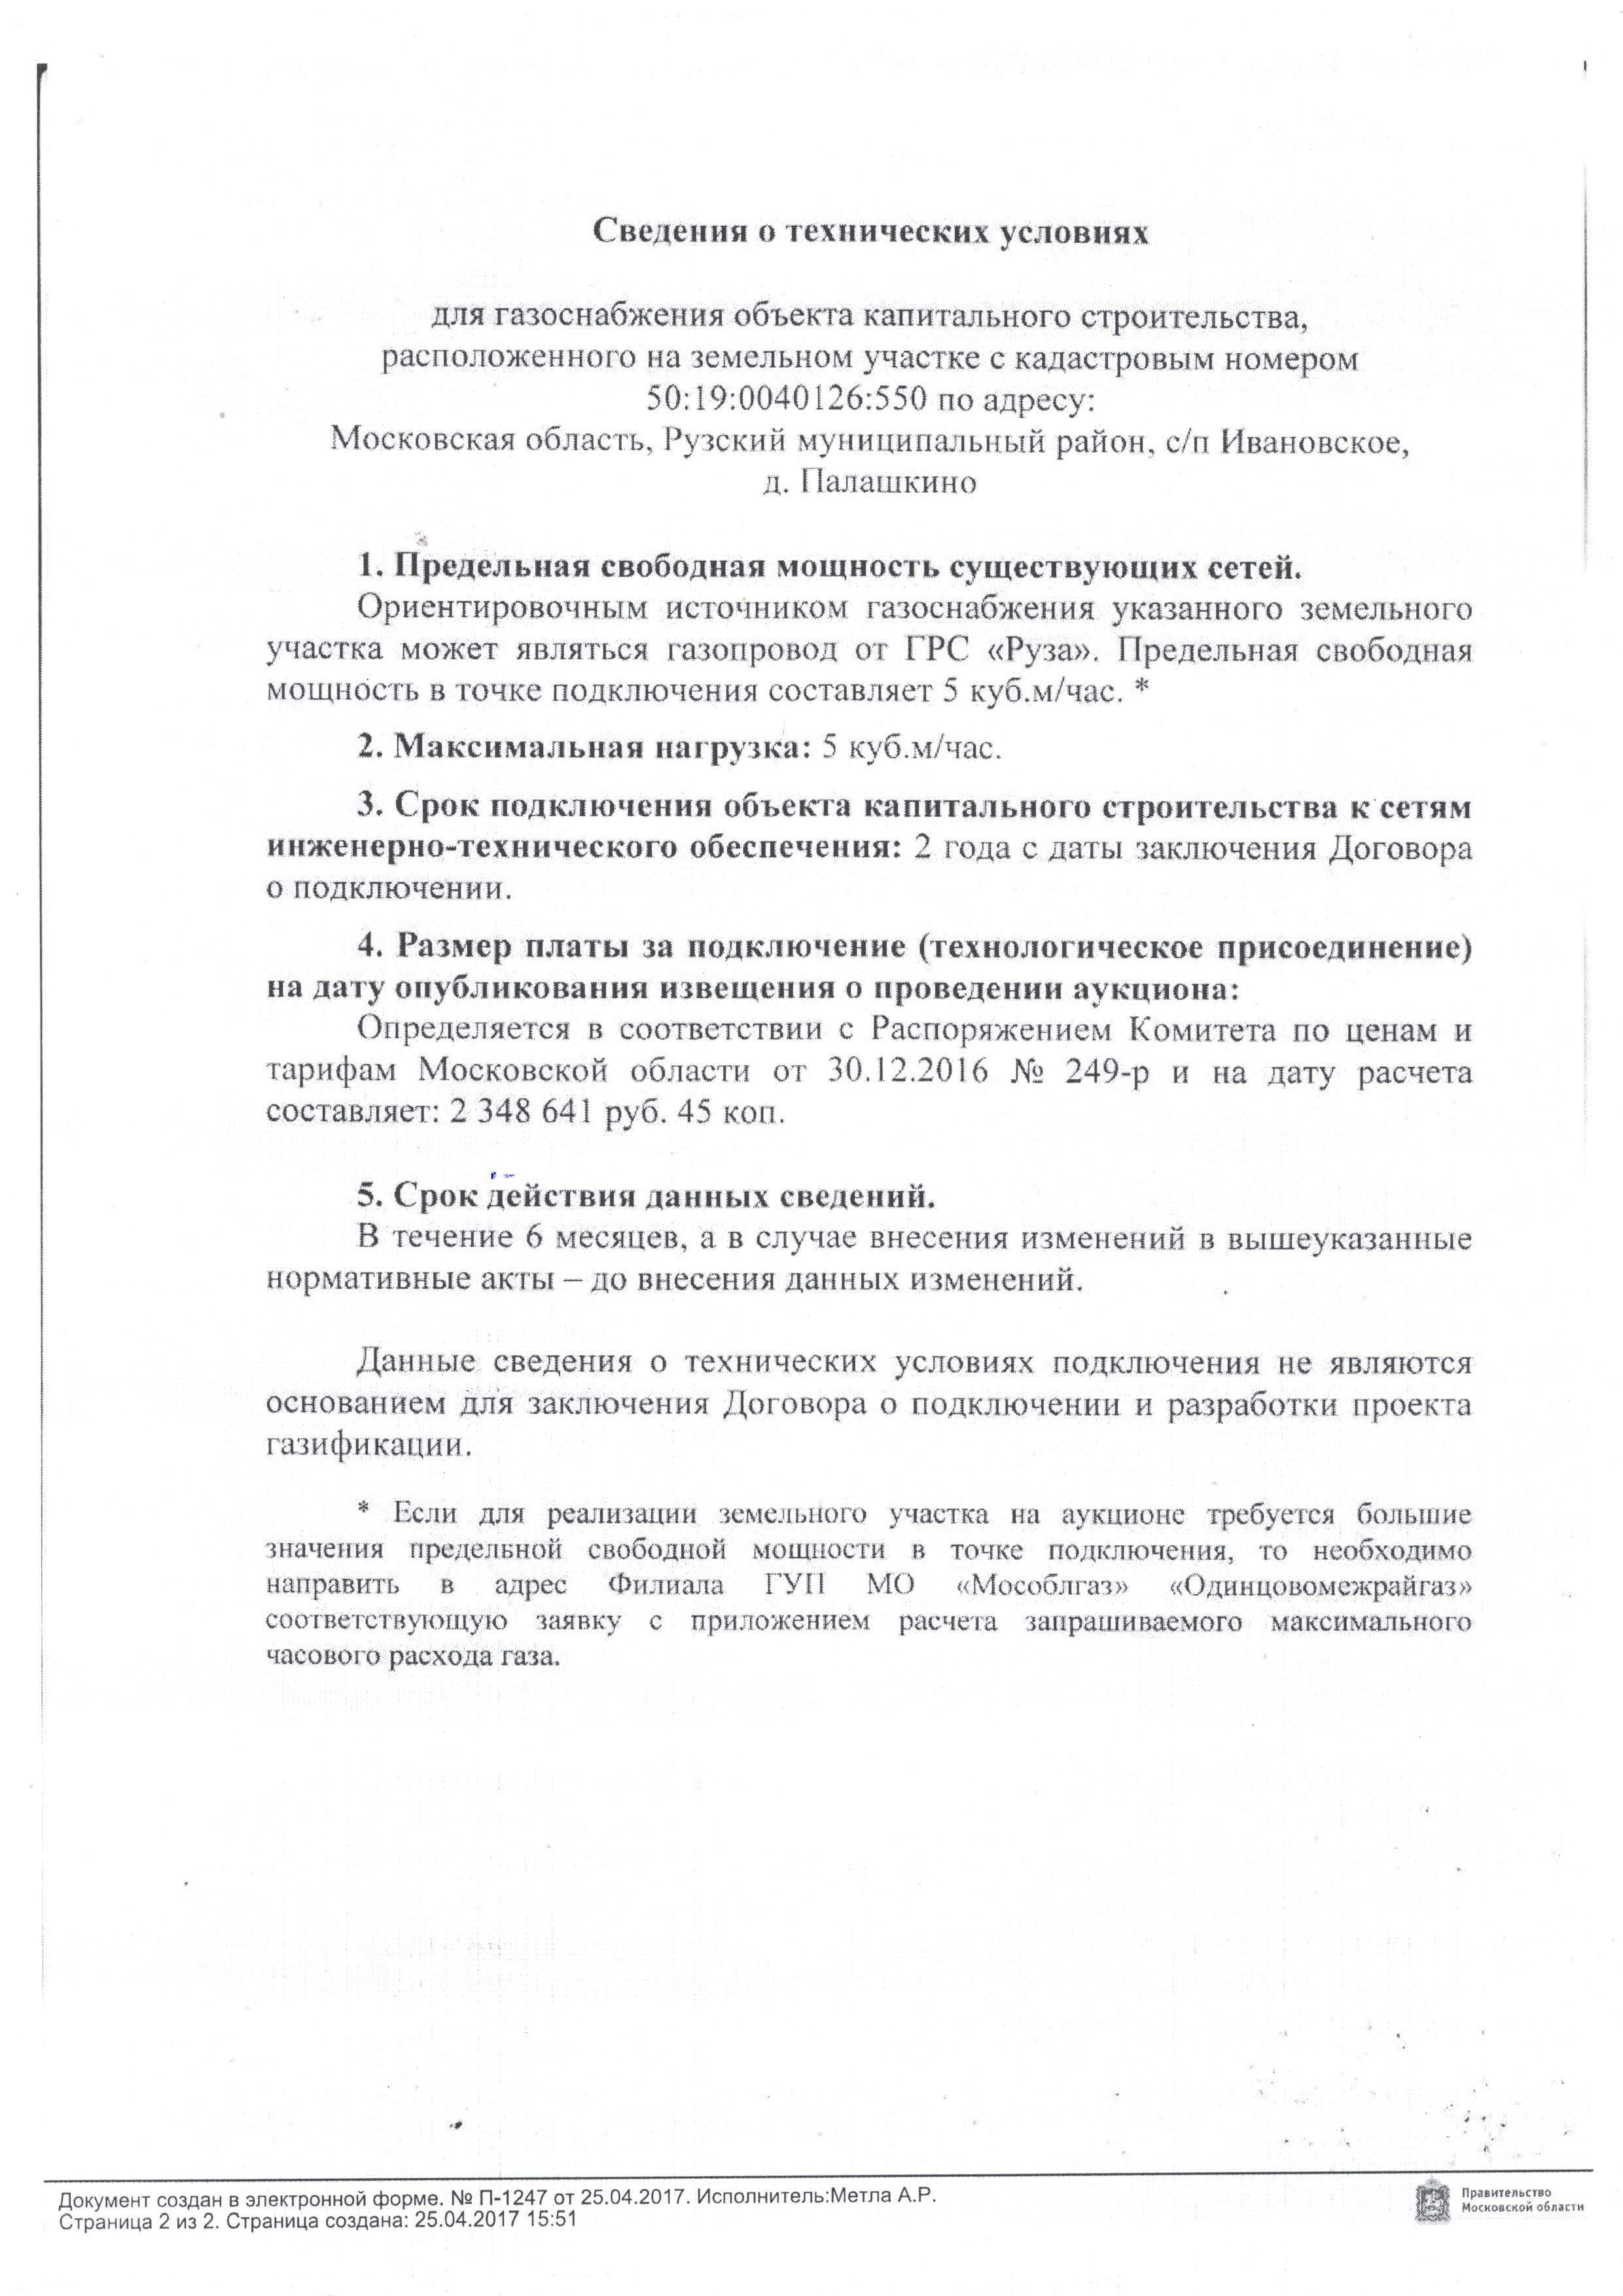 Сведения о технических условиях
для газоснабжения объекта капитального строительства,
расположенного на земельном участке с кадастровым номером
50:19:0040126:550 по адресу:
Московская область, Рузский муниципальный район, с/п Ивановское,
д. Палашкино
1. Предельная свободная мощность существующих сетей.
Ориентировочным источником газоснабжения указанного земельного
участка может являться газопровод от ГРС «Руза». Предельная свободная
мощность в точке подключения составляет 5 куб.м/час. *
2. Максимальная нагрузка: 5 куб.м/час.
3. Срок подключения объекта капитального строительства к сетям
инженерно-технического обеспечения: 2 года с даты заключения Договора
о подключении.
4. Размер платы за подключение (технологическое присоединение)
на дату опубликования извещения о проведении аукциона:
Определяется в соответствии с Распоряжением Комитета по ценам и
тарифам Московской области от 30.12.2016 № 249-р и на дату расчета
составляет: 2 348 641 руб. 45 коп.
5. Срок действия данных сведений.
В течение 6 месяцев, а в случае внесения изменений в вышеуказанные
нормативные акты – до внесения данных изменений.
Данные сведения о технических условиях подключения не являются
основанием для заключения Договора о подключении и разработки проекта
газификации.
* Если для реализации земельного участка на аукционе требуется большие
значения предельной свободной мощности в точке подключения, то необходимо
направить в адрес Филиала ГУП МО «Мособлгаз» «Одинцовомежрайгаз»
соответствующую заявку с приложением расчета запрашиваемого максимального
часового расхода газа.
Документ создан в электронной форме. № П-1247 от 25.04.2017. Исполнитель:Метла А.Р.
Страница 2 из 2. Страница создана: 25.04.2017 15:51
Правительство
Московской области